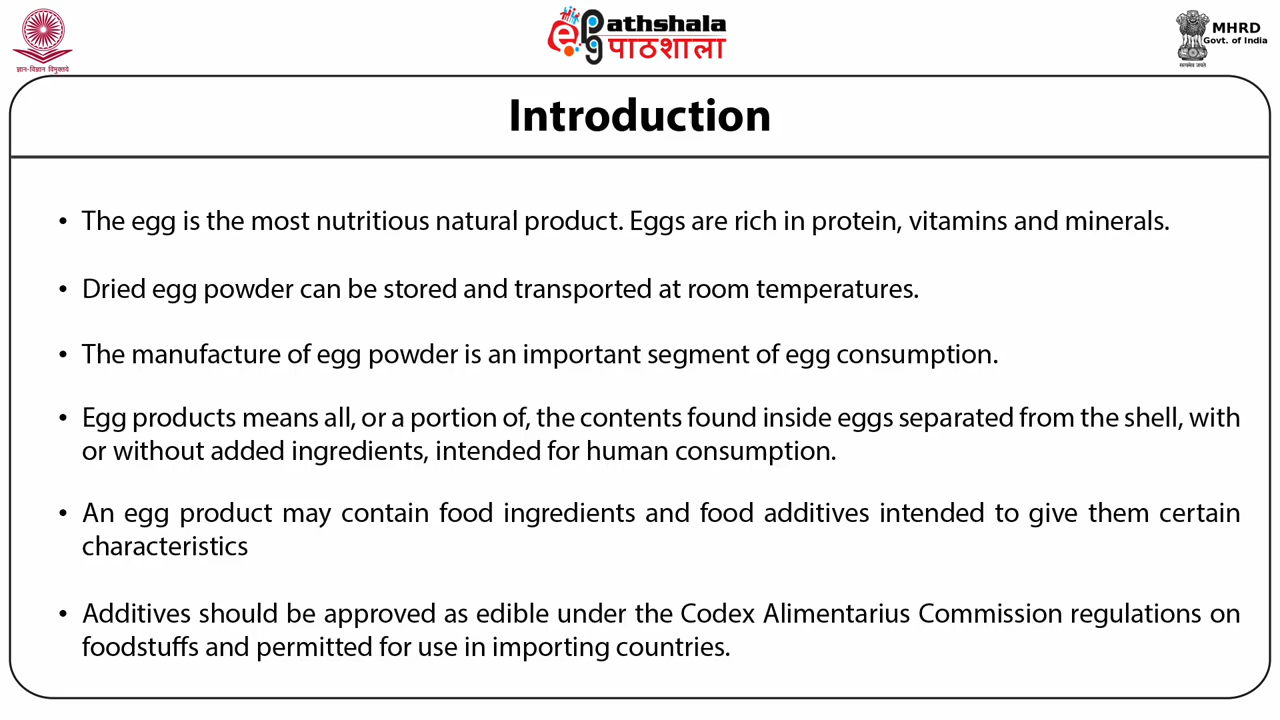 ज्ञान-विज्ञान विमुक्तये
ePathshala
पाठशाला
MHRD
Govt. of India
सत्यमेव जयते
Introduction
• The egg is the most nutritious natural product. Eggs are rich in protein, vitamins and minerals.
• Dried egg powder can be stored and transported at room temperatures.
• The manufacture of egg powder is an important segment of egg consumption.
• Egg products means all, or a portion of, the contents found inside eggs separated from the shell, with
or without added ingredients, intended for human consumption.
• An egg product may contain food ingredients and food additives intended to give them certain
characteristics
• Additives should be approved as edible under the Codex Alimentarius Commission regulations on
foodstuffs and permitted for use in importing countries.